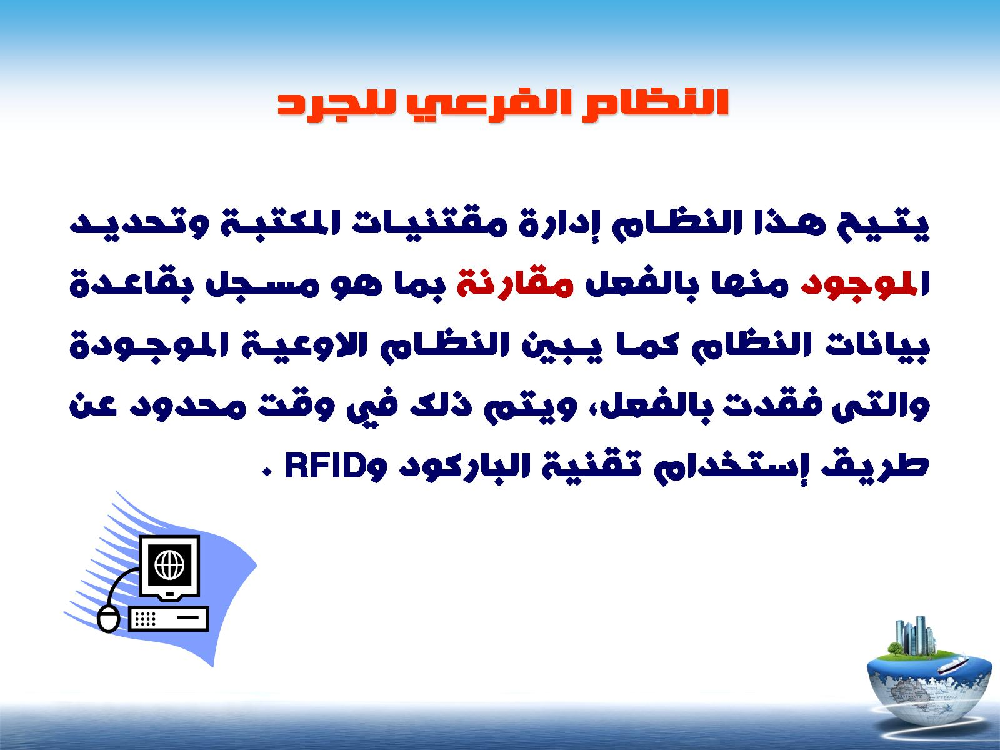 النظام الفرعي للجرد
يتيح هذا النظام إدارة مقتنيات المكتبة وتحديد
الموجود منها بالفعل مقارنة بما هو مسجل بقاعدة
بيانات النظام كما يبين النظام الاوعية الموجودة
والتى فقدت بالفعل، ويتم ذلك في وقت محدود عن
طريق إستخدام تقنية الباركود وRFID .
AUSTRALIA
OCEANIA